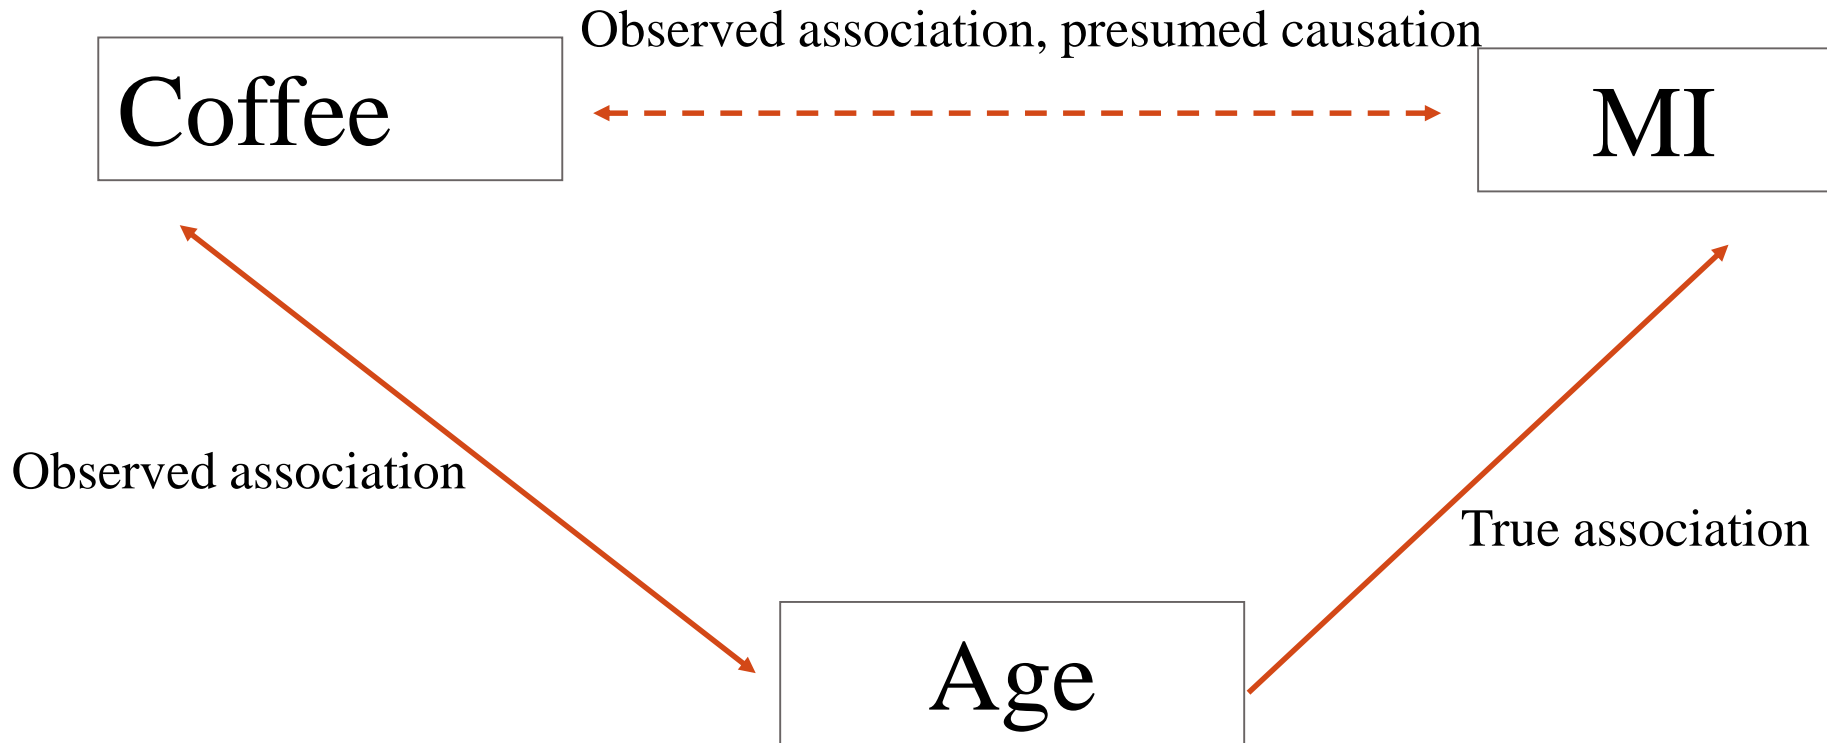 Observed association, presumed causation
Coffee
MI
Observed association
True association
Age